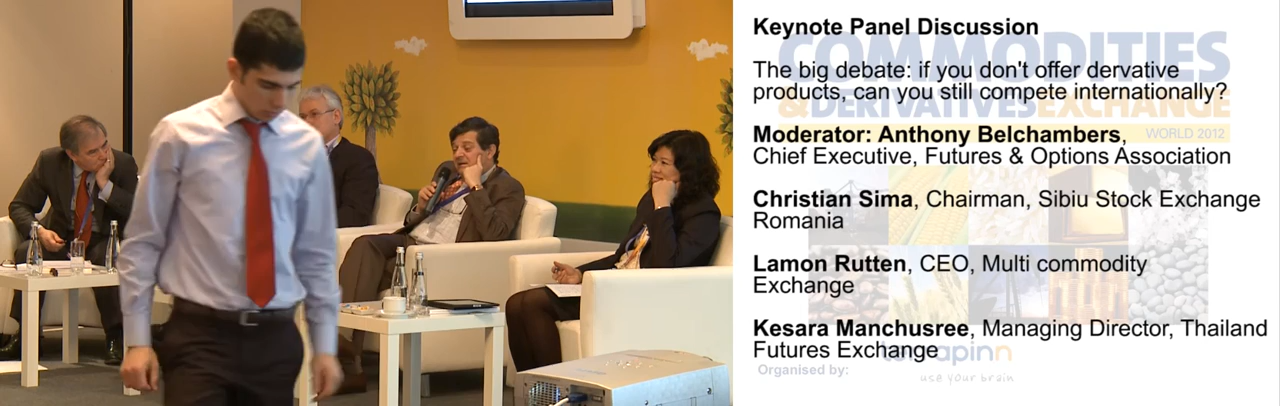 Keynote Panel Discussion
COMMODITIES
The big debate: if you don't offer dervative
products, can you still compete internationally?
& DERIVATIVES EXCHANGE
WORLD 2012
Moderator: Anthony Belchambers,
Chief Executive, Futures & Options Association
Christian Sima, Chairman, Sibiu Stock Exchange
Romania
Lamon Rutten, CEO, Multi commodity
Exchange
Kesara Manchusree, Managing Director, Thailand
Futures Exchange
Organised by:
use your brain